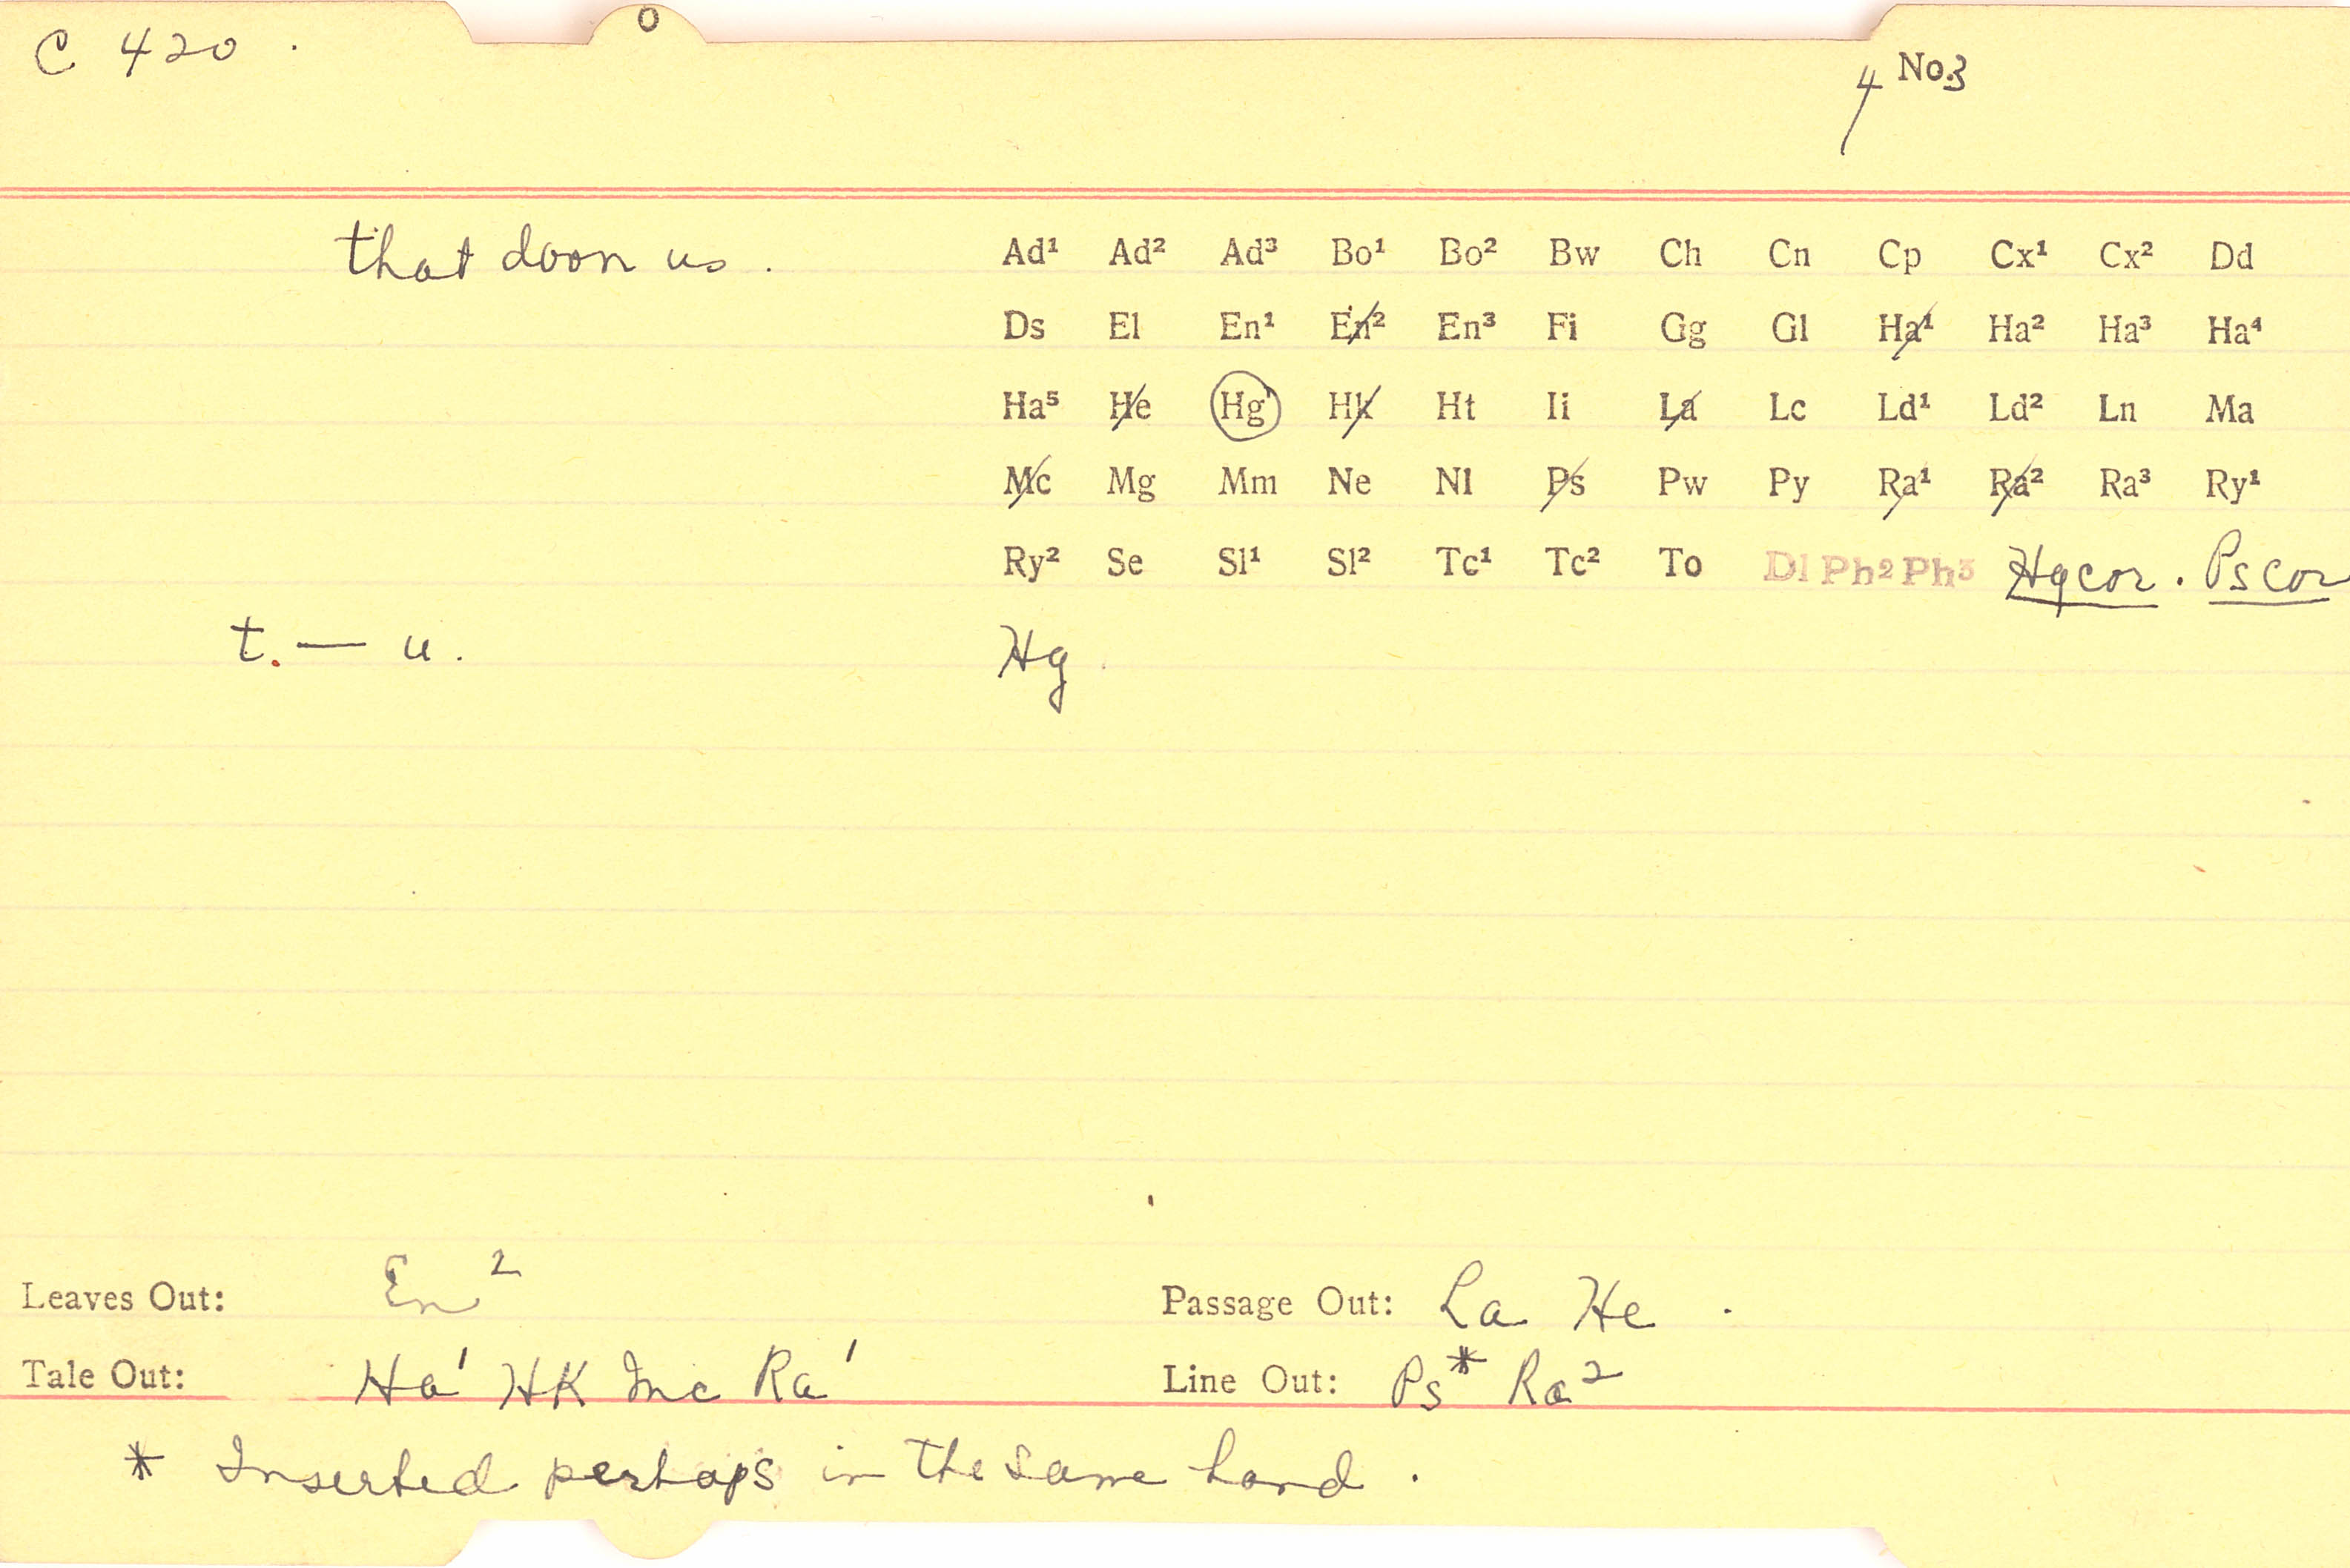 O
C 420 .
4 No.3
that doon us . Ad¹ Ad² Ad³ Bo¹ Bo² Bw Ch Cn Cp Cx¹ Cx² Dd
Ds El En¹ En² En³ Fi Gg Gl Ha¹ Ha² Ha³ Ha⁴
Ha⁵ He Hg Hk Ht Ii La Lc Ld¹ Ld² Ln Ma
Mc Mg Mm Ne Nl Ps Pw Py Ra¹ Ra² Ra³ Ry¹
Ry² Se Sl¹ Sl² Tc¹ Tc² To Dl Ph² Ph³ Hg cor . Ps cor
t. — u . Hg
Leaves Out: En² Passage Out: La He .
Tale Out: Ha¹ HK Mc Ra¹ Line Out: Ps* Ra²
* Inserted perhaps in the same hand .